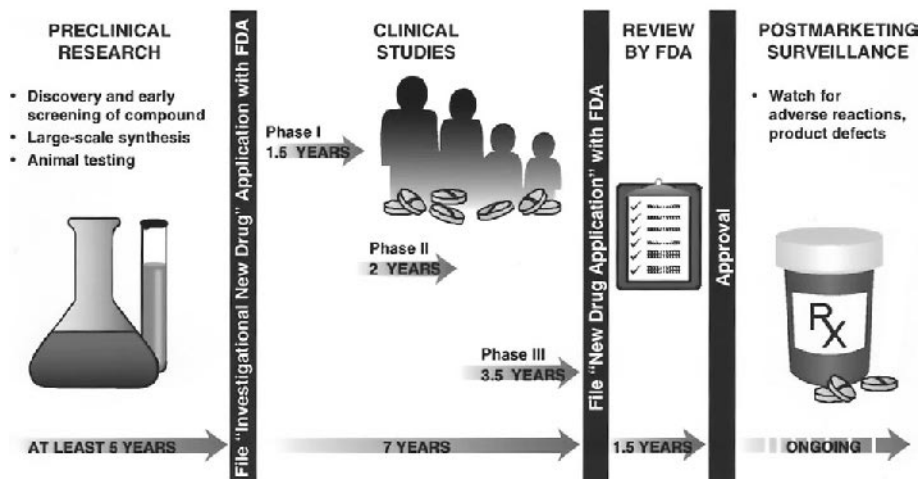 PRECLINICAL
RESEARCH
• Discovery and early
screening of compound
• Large-scale synthesis
• Animal testing
AT LEAST 5 YEARS
File "Investigational New Drug" Application with FDA
CLINICAL
STUDIES
Phase I
1.5 YEARS
Phase II
2 YEARS
Phase III
3.5 YEARS
7 YEARS
File "New Drug Application" with FDA
REVIEW
BY FDA
1.5 YEARS
Approval
POSTMARKETING
SURVEILLANCE
• Watch for
adverse reactions,
product defects
Rx
ONGOING